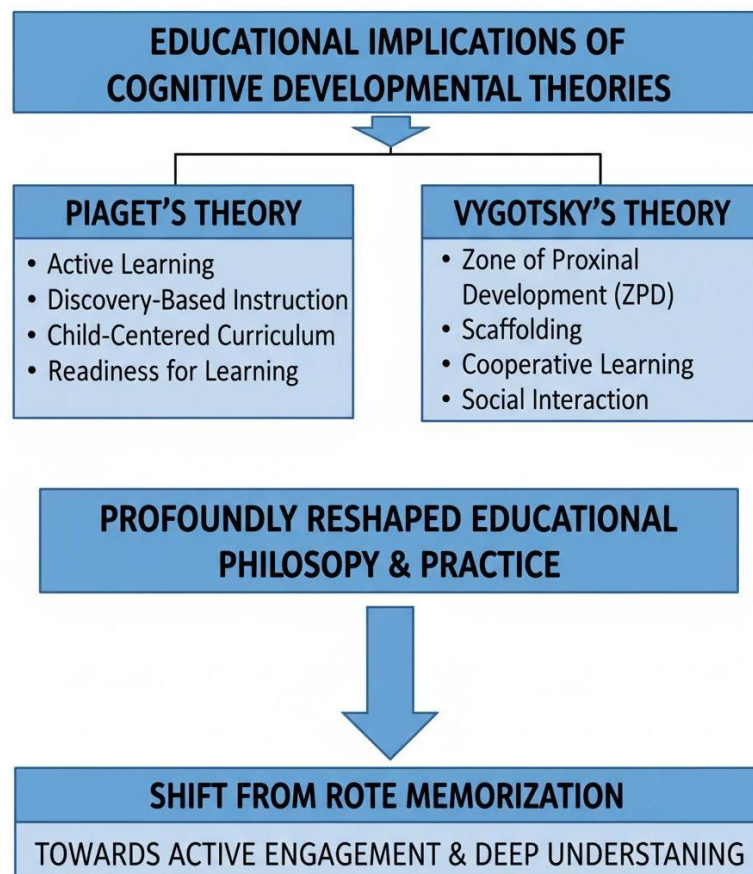 EDUCATIONAL IMPLICATIONS OF
COGNITIVE DEVELOPMENTAL THEORIES
PIAGET'S THEORY
• Active Learning
• Discovery-Based Instruction
• Child-Centered Curriculum
• Readiness for Learning
VYGOTSKY'S THEORY
• Zone of Proxinal
Development (ZPD)
• Scaffolding
• Cooperative Learning
• Social Interaction
PROFOUNDLY RESHAPED EDUCATIONAL
PHILOSOPY & PRACTICE
SHIFT FROM ROTE MEMORIZATION
TOWARDS ACTIVE ENGAGEMENT & DEEP UNDERSTANING